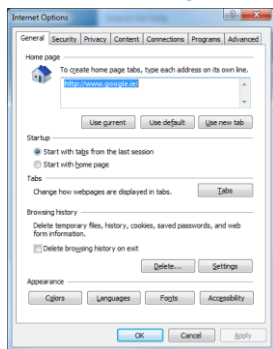 Internet Options
General Security Privacy Content Connections Programs Advanced
Home page
To create home page tabs, type each address on its own line.
http://www.google.ie/
Use current Use default Use new tab
Startup
Start with tabs from the last session
Start with home page
Tabs
Change how webpages are displayed in tabs. Tabs
Browsing history
Delete temporary files, history, cookies, saved passwords, and web
form information.
Delete browsing history on exit
Delete... Settings
Appearance
Colors Languages Fonts Accessibility
OK Cancel Apply